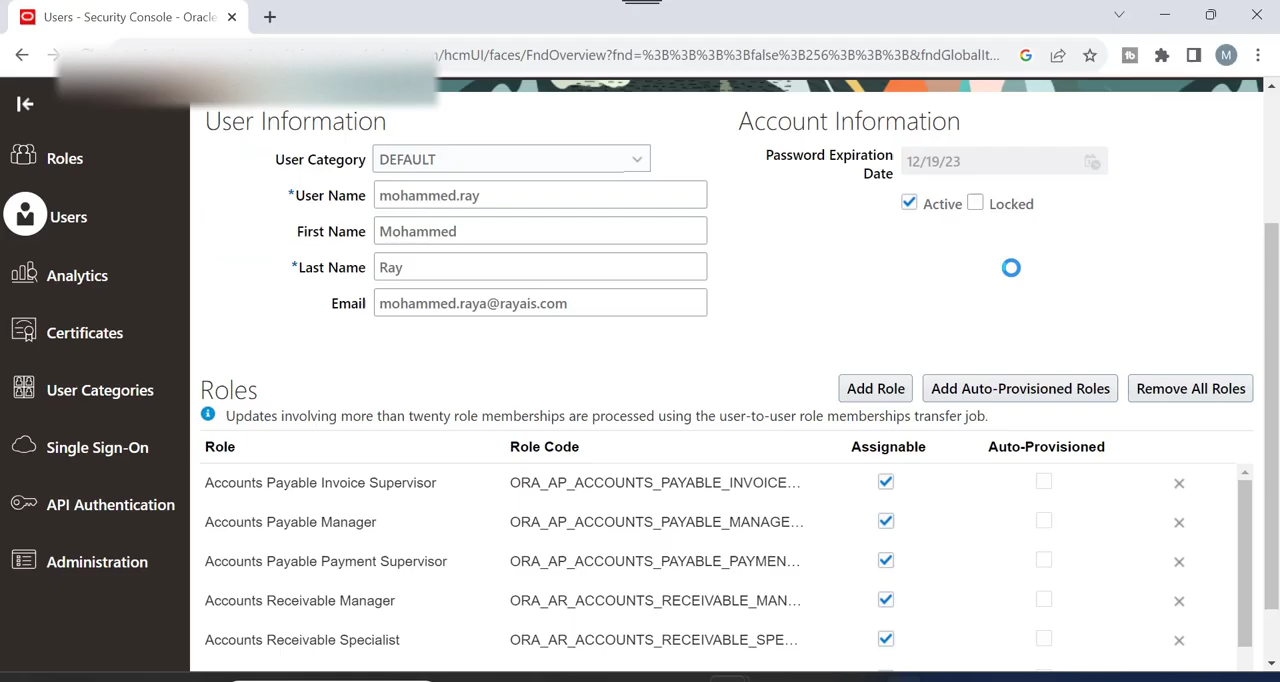 Users - Security Console - Oracle
m/hcmUI/faces/FndOverview?fnd=%3B%3B%3B%3Bfalse%3B256%3B%3B%3B&fndGlobalIt...
M
Roles
Users
Analytics
Certificates
User Categories
Single Sign-On
API Authentication
Administration
User Information
User Category DEFAULT
*User Name mohammed.ray
First Name Mohammed
*Last Name Ray
Email mohammed.raya@rayais.com
Account Information
Password Expiration Date 12/19/23
Active Locked
Roles
Add Role Add Auto-Provisioned Roles Remove All Roles
Updates involving more than twenty role memberships are processed using the user-to-user role memberships transfer job.
Role Role Code Assignable Auto-Provisioned
Accounts Payable Invoice Supervisor ORA_AP_ACCOUNTS_PAYABLE_INVOICE...
Accounts Payable Manager ORA_AP_ACCOUNTS_PAYABLE_MANAGE...
Accounts Payable Payment Supervisor ORA_AP_ACCOUNTS_PAYABLE_PAYMEN...
Accounts Receivable Manager ORA_AR_ACCOUNTS_RECEIVABLE_MAN...
Accounts Receivable Specialist ORA_AR_ACCOUNTS_RECEIVABLE_SPE...